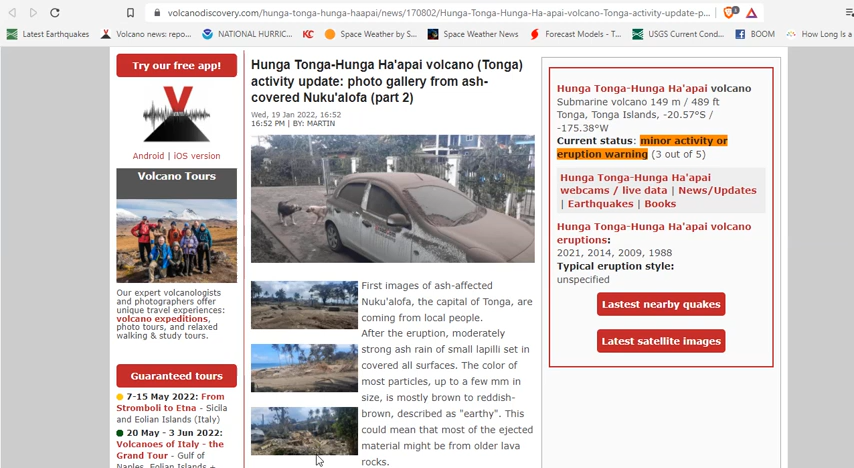 volcanodiscovery.com/hunga-tonga-hunga-haapai/news/170802/Hunga-Tonga-Hunga-Ha-apai-volcano-Tonga-activity-update-p...
Latest Earthquakes
Volcano news: repo...
NATIONAL HURRIC...
KC
Space Weather by S...
Space Weather News
Forecast Models - T...
USGS Current Cond...
BOOM
How Long Is a
Try our free app!
Android | iOS version
Volcano Tours
Our expert volcanologists
and photographers offer
unique travel experiences:
volcano expeditions,
photo tours, and relaxed
walking & study tours.
Guaranteed tours
7-15 May 2022: From
Stromboli to Etna - Sicily
and Eolian Islands (Italy)
20 May - 3 Jun 2022:
Volcanoes of Italy - the
Grand Tour - Gulf of
Naples, Eolian Islands +
Hunga Tonga-Hunga Ha'apai volcano (Tonga)
activity update: photo gallery from ash-
covered Nuku'alofa (part 2)
Wed, 19 Jan 2022, 16:52
16:52 PM | BY: MARTIN
First images of ash-affected
Nuku'alofa, the capital of Tonga, are
coming from local people.
After the eruption, moderately
strong ash rain of small lapilli set in
covered all surfaces. The color of
most particles, up to a few mm in
size, is mostly brown to reddish-
brown, described as "earthy". This
could mean that most of the ejected
material might be from older lava
rocks.
Hunga Tonga-Hunga Ha'apai volcano
Submarine volcano 149 m / 489 ft
Tonga, Tonga Islands, -20.57°S /
-175.38°W
Current status: minor activity or
eruption warning (3 out of 5)
Hunga Tonga-Hunga Ha'apai
webcams / live data | News/Updates
| Earthquakes | Books
Hunga Tonga-Hunga Ha'apai volcano
eruptions:
2021, 2014, 2009, 1988
Typical eruption style:
unspecified
Lastest nearby quakes
Latest satellite images